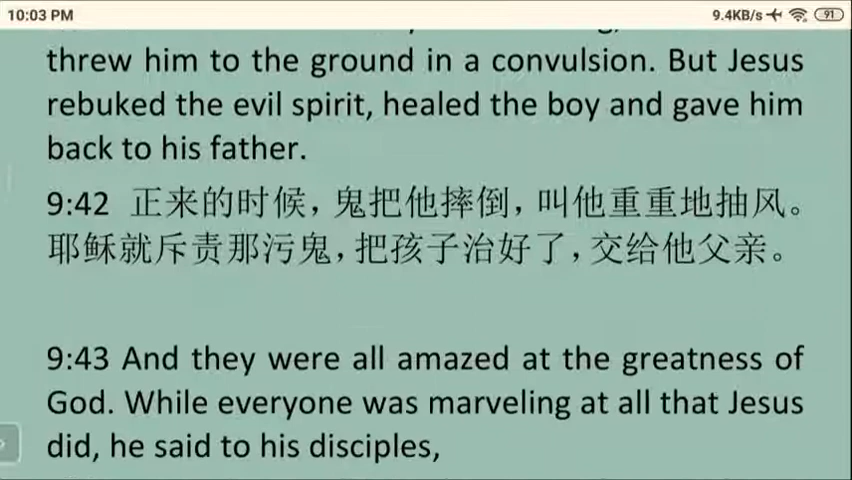 10:03 PM 9.4KB/s 91
threw him to the ground in a convulsion. But Jesus
rebuked the evil spirit, healed the boy and gave him
back to his father.
9:42 正来的时候，鬼把他摔倒，叫他重重地抽风。
耶稣就斥责那污鬼，把孩子治好了，交给他父亲。
9:43 And they were all amazed at the greatness of
God. While everyone was marveling at all that Jesus
did, he said to his disciples,